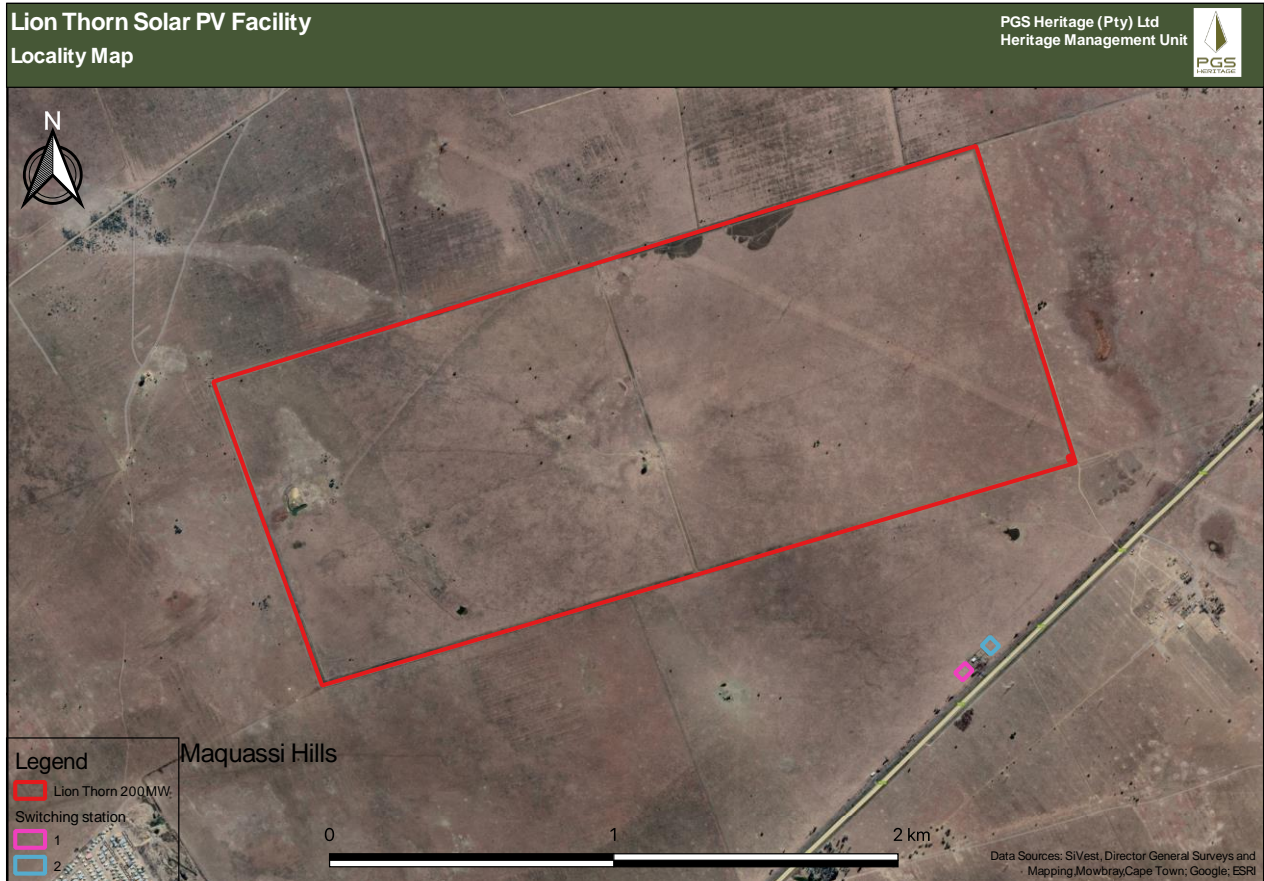 Lion Thorn Solar PV Facility
Locality Map
PGS Heritage (Pty) Ltd
Heritage Management Unit
PGS
HERITAGE
N
Maquassi Hills
Legend
Lion Thorn 200MW
Switching station
1
2
0 1 2 km
Data Sources: SiVest, Director General Surveys and
Mapping,Mowbray,Cape Town; Google; ESRI